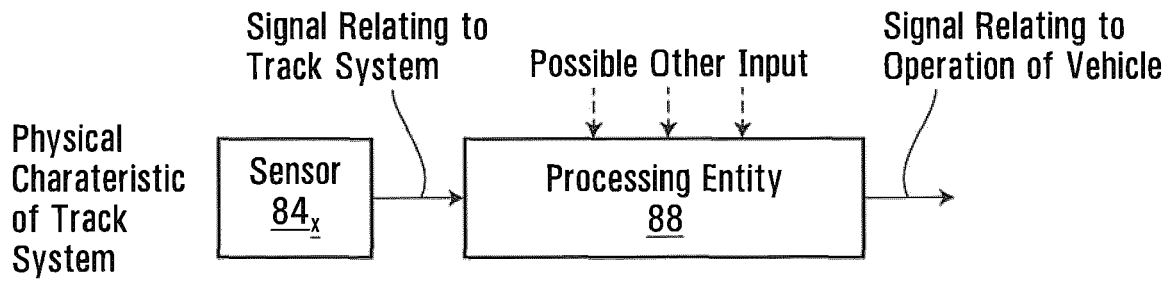 Signal Relating to
Track System
Possible Other Input
Signal Relating to
Operation of Vehicle
Physical
Charateristic
of Track
System
Sensor
84x
Processing Entity
88